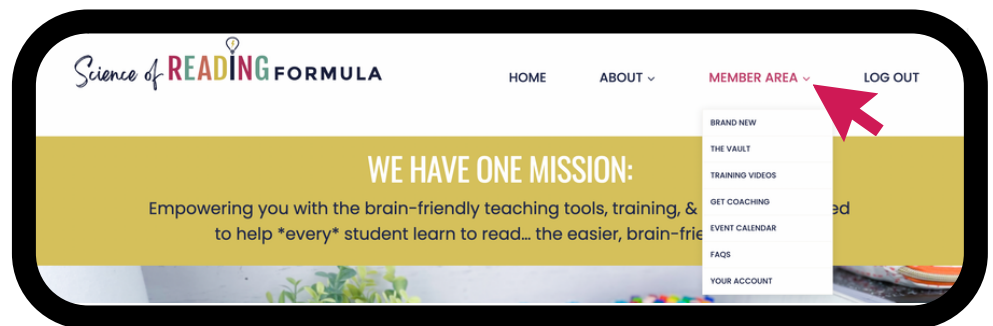 Science of READING FORMULA
HOME ABOUT MEMBER AREA LOG OUT
BRAND NEW
THE VAULT
TRAINING VIDEOS
GET COACHING
EVENT CALENDAR
FAQS
YOUR ACCOUNT
WE HAVE ONE MISSION:
Empowering you with the brain-friendly teaching tools, training, &
to help *every* student learn to read... the easier,